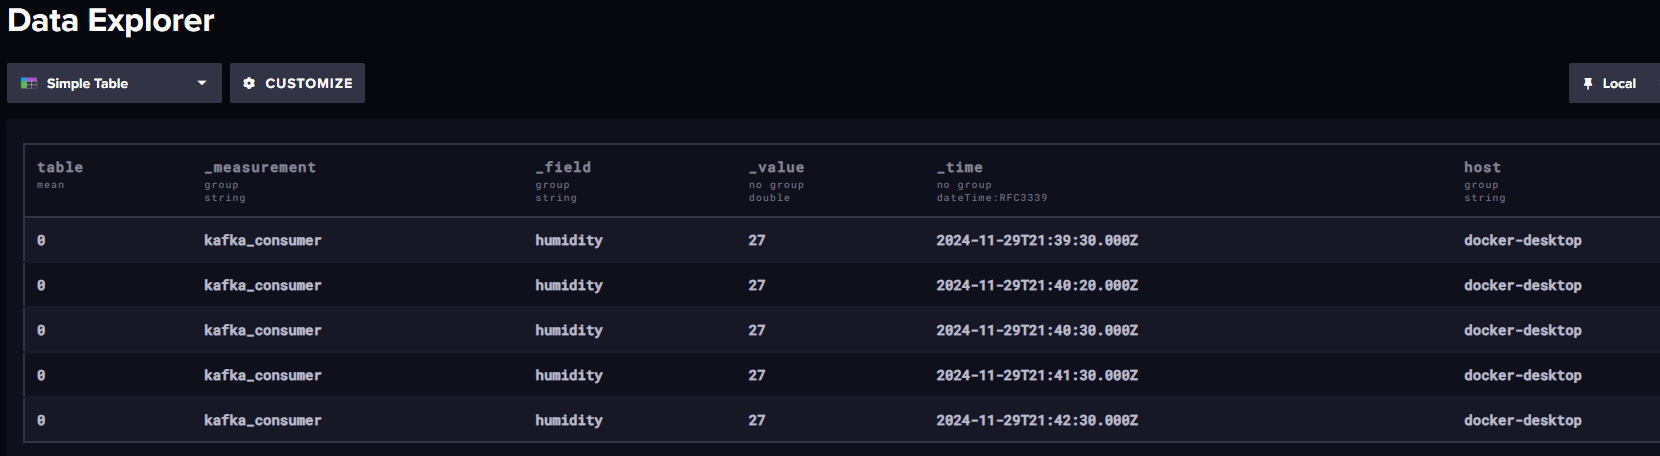 Data Explorer
Simple Table CUSTOMIZE Local
table _measurement _field _value _time host
mean group group no group no group group
string string double dateTime:RFC3339 string
0 kafka_consumer humidity 27 2024-11-29T21:39:30.000Z docker-desktop
0 kafka_consumer humidity 27 2024-11-29T21:40:20.000Z docker-desktop
0 kafka_consumer humidity 27 2024-11-29T21:40:30.000Z docker-desktop
0 kafka_consumer humidity 27 2024-11-29T21:41:30.000Z docker-desktop
0 kafka_consumer humidity 27 2024-11-29T21:42:30.000Z docker-desktop